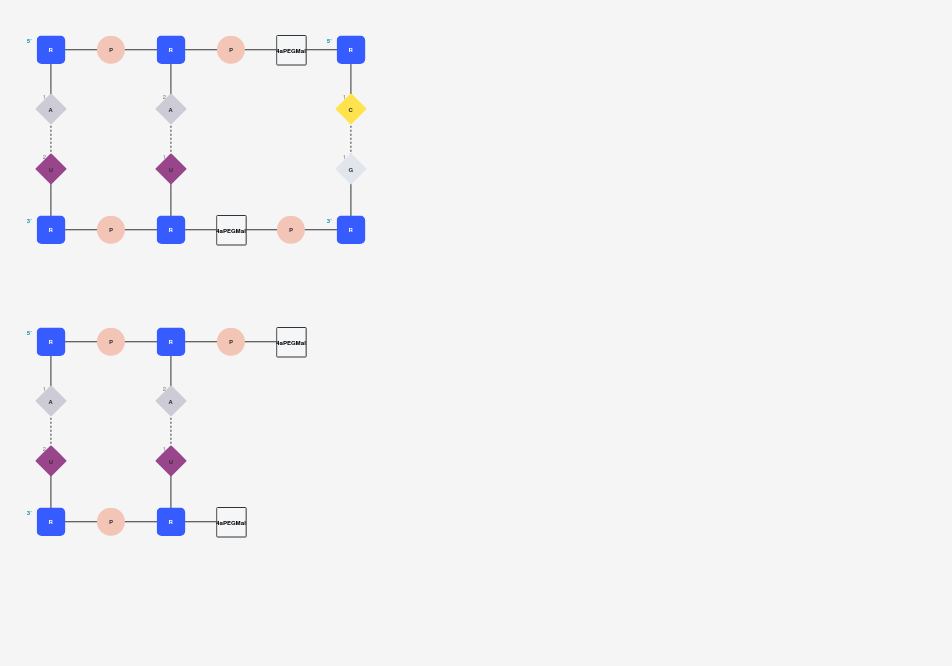 5' R P R P 4aPEGMal 5' R
1 A 2 A 1 C
2 U 1 U 1 G
3' R P R 4aPEGMal P 3' R
5' R P R P 4aPEGMal
1 A 2 A
2 U 1 U
3' R P R 4aPEGMal